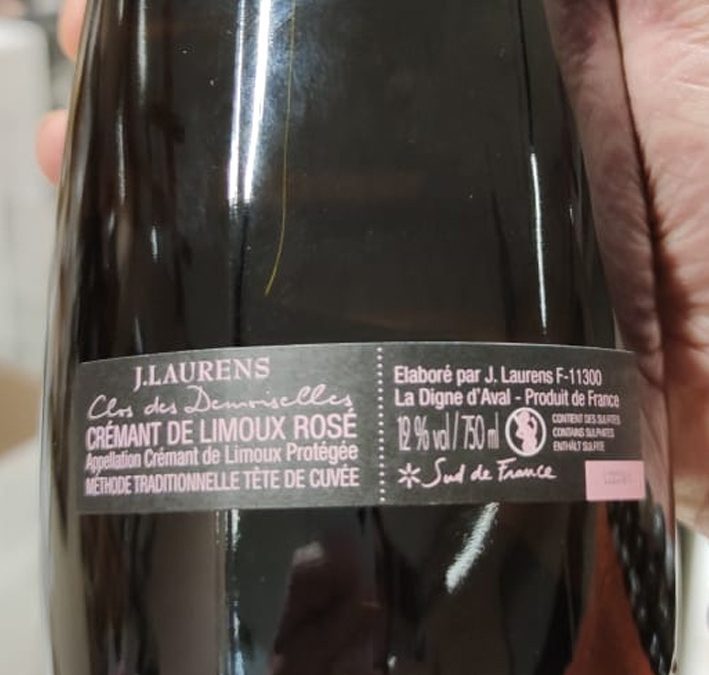 J.LAURENS
Clos des Demoiselles
CRÉMANT DE LIMOUX ROSÉ
Appellation Crémant de Limoux Protégée
MÉTHODE TRADITIONNELLE TÊTE DE CUVÉE
Elaboré par J. Laurens F-11300
La Digne d'Aval - Produit de France
12 % vol / 750 ml
CONTIENT DES SULFITES
CONTAINS SULPHITES
ENTHÄLT SULFITE
Sud de France